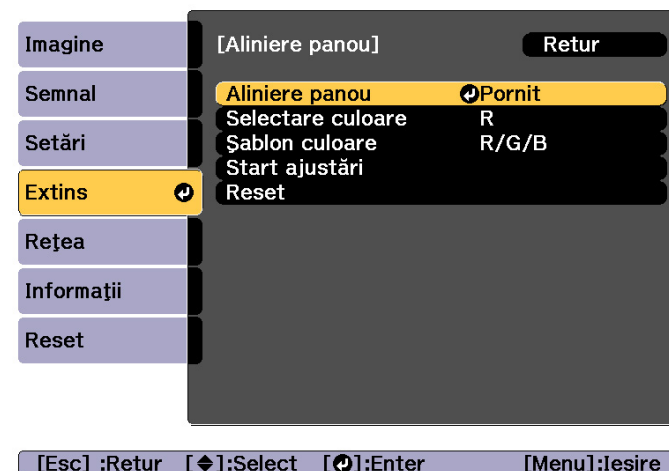 Imagine
Semnal
Setări
Extins
Reţea
Informaţii
Reset
[Aliniere panou] Retur
Aliniere panou Pornit
Selectare culoare R
Şablon culoare R/G/B
Start ajustări
Reset
[Esc] :Retur [◆]:Select [⏎]:Enter [Menu]:Iesire